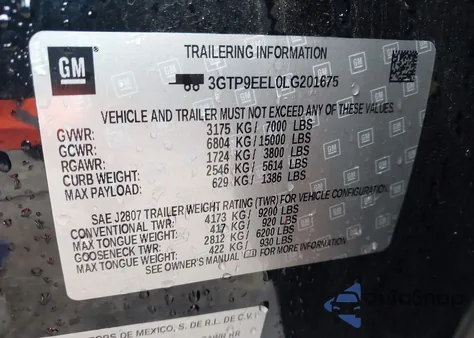 GM
TRAILERING INFORMATION
3GTP9EEL0LG201875
VEHICLE AND TRAILER MUST NOT EXCEED ANY OF THESE VALUES:
GVWR: 3175 KG / 7000 LBS
GCWR: 6804 KG / 15000 LBS
RGAWR: 1724 KG / 3800 LBS
CURB WEIGHT: 2546 KG / 5614 LBS
MAX PAYLOAD: 629 KG / 1386 LBS
SAE J2807 TRAILER WEIGHT RATING (TWR) FOR VEHICLE CONFIGURATION:
CONVENTIONAL TWR: 4173 KG / 9200 LBS
MAX TONGUE WEIGHT: 417 KG / 920 LBS
GOOSENECK TWR: 2812 KG / 6200 LBS
MAX TONGUE WEIGHT: 422 KG / 930 LBS
SEE OWNER'S MANUAL FOR MORE INFORMATION
DE MEXICO, S. DE R.L. DE C.V.